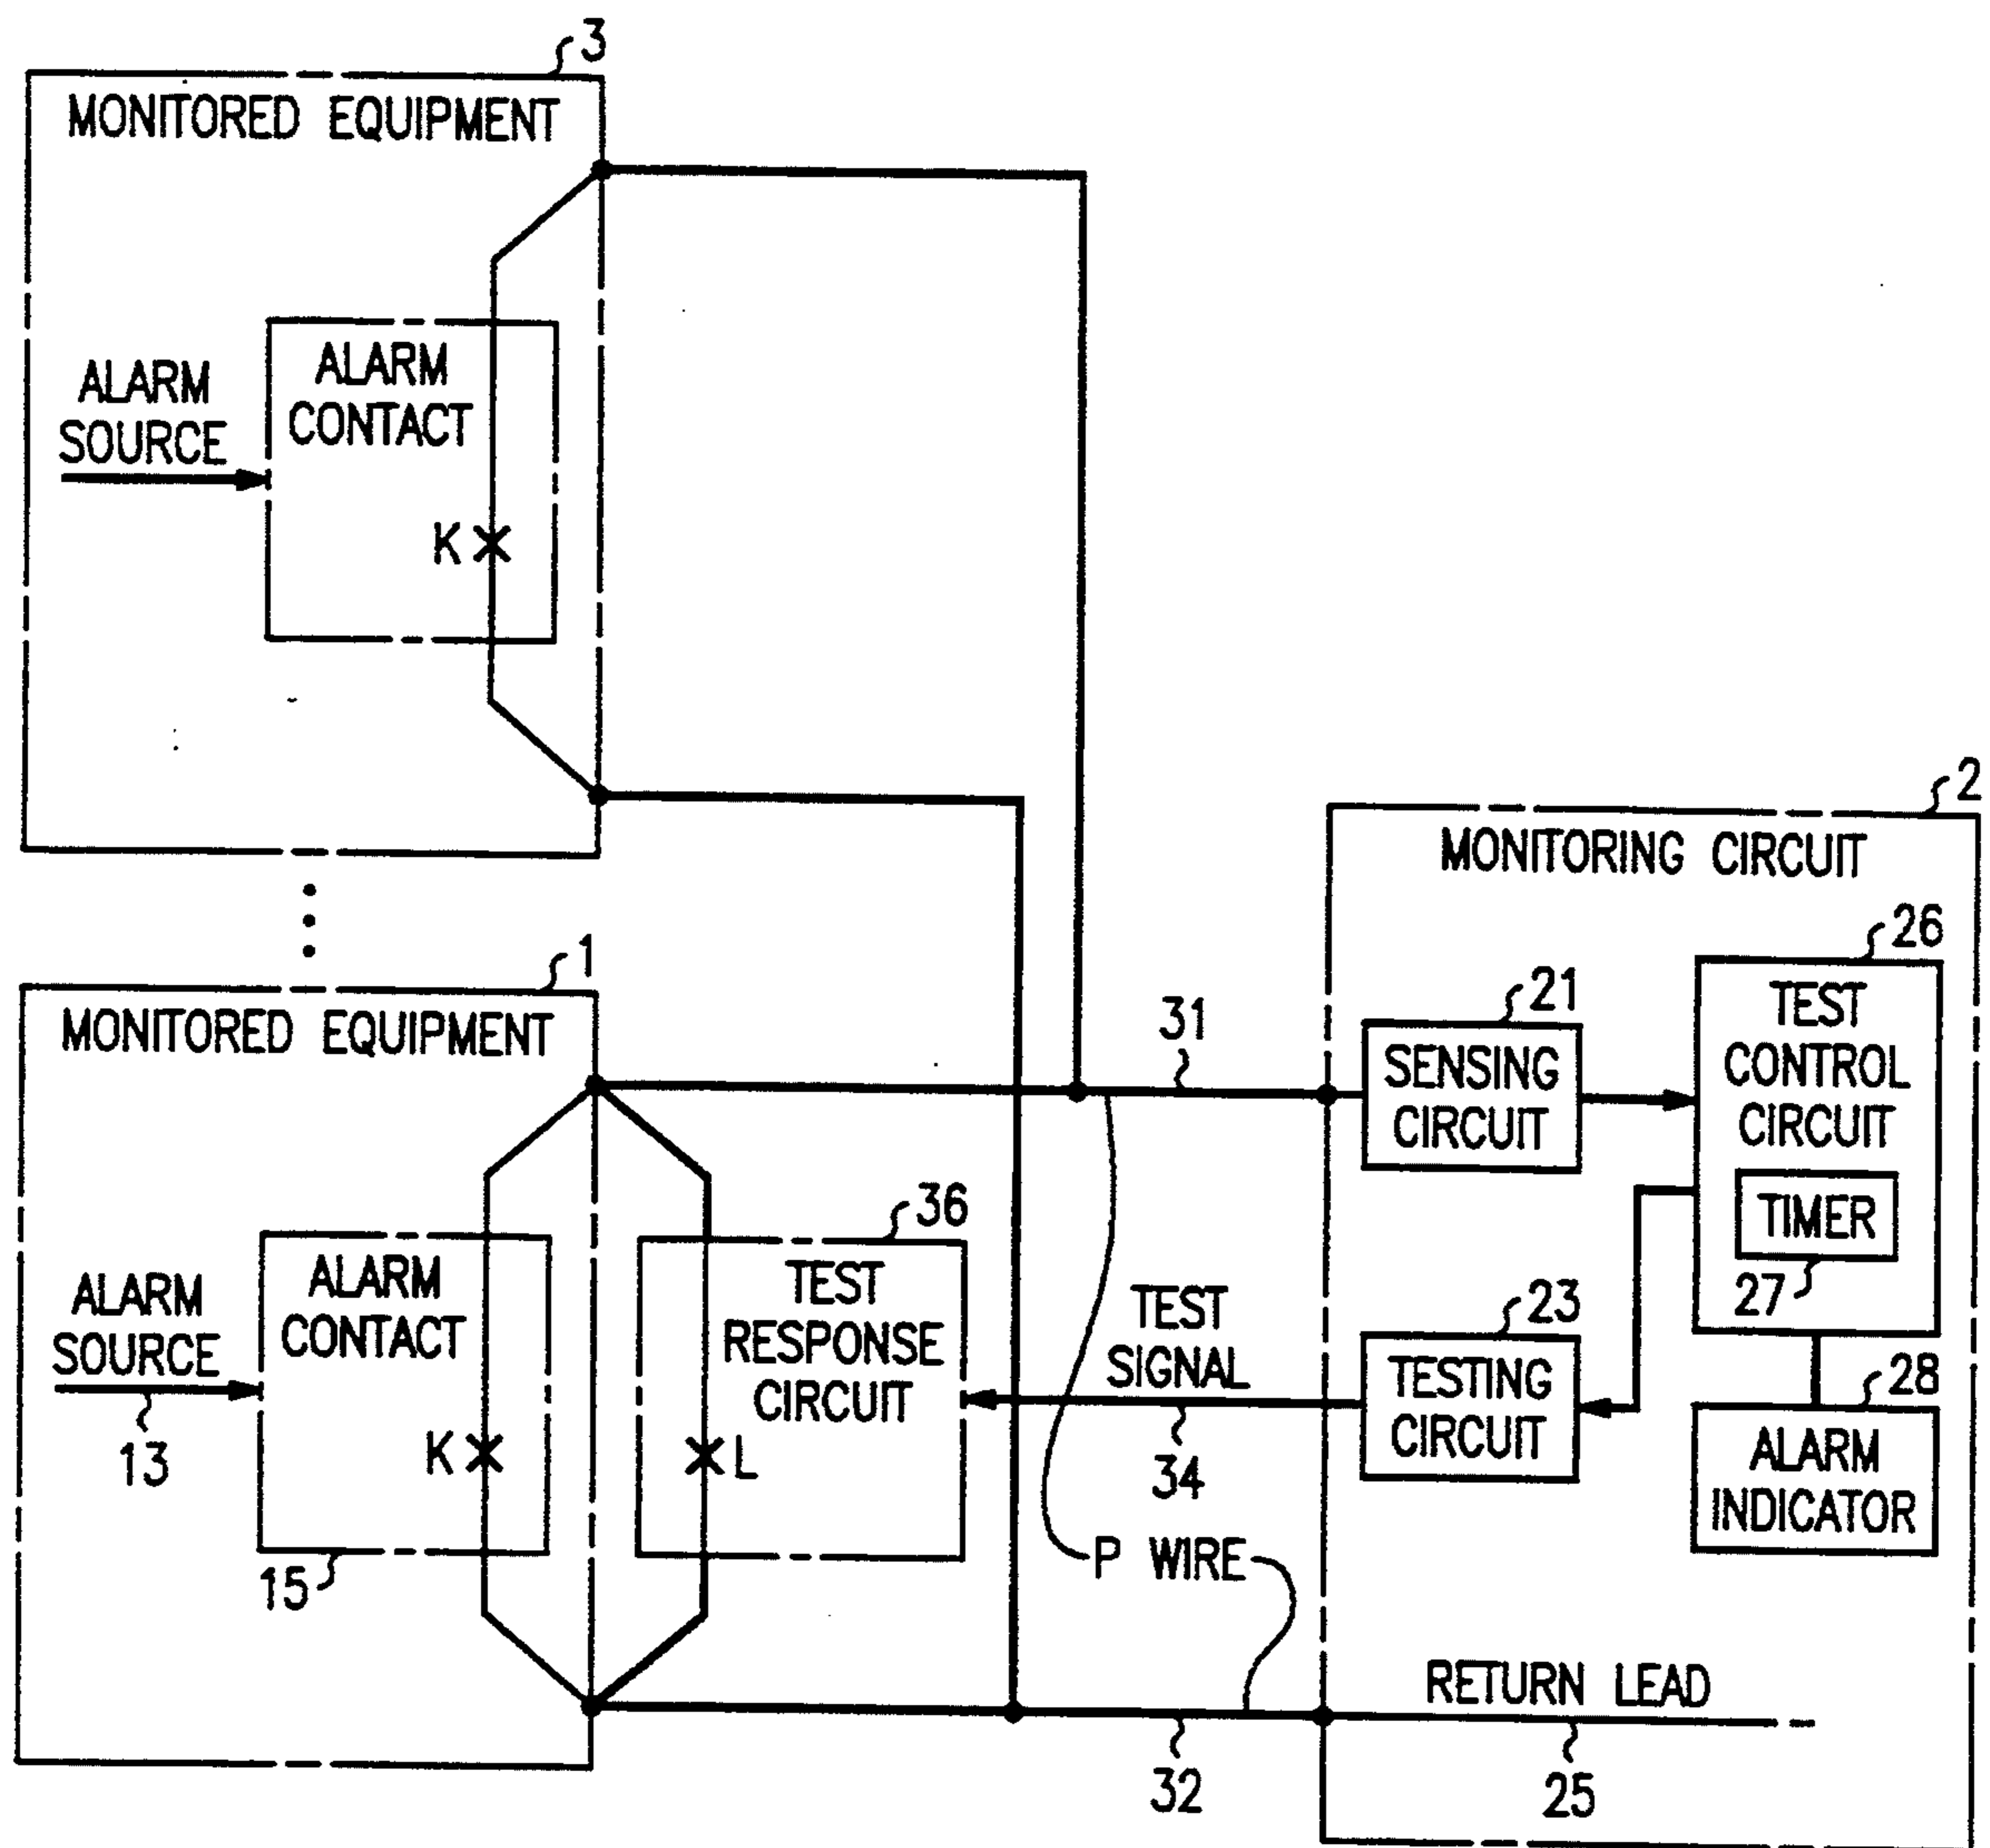 3
MONITORED EQUIPMENT
ALARM
SOURCE
ALARM
CONTACT
K
2
MONITORING CIRCUIT
1
MONITORED EQUIPMENT
26
TEST
CONTROL
CIRCUIT
TIMER
27
21
SENSING
CIRCUIT
31
36
ALARM
SOURCE
13
ALARM
CONTACT
K
15
TEST
RESPONSE
CIRCUIT
L
TEST
SIGNAL
34
23
TESTING
CIRCUIT
28
ALARM
INDICATOR
P WIRE
RETURN LEAD
32
25